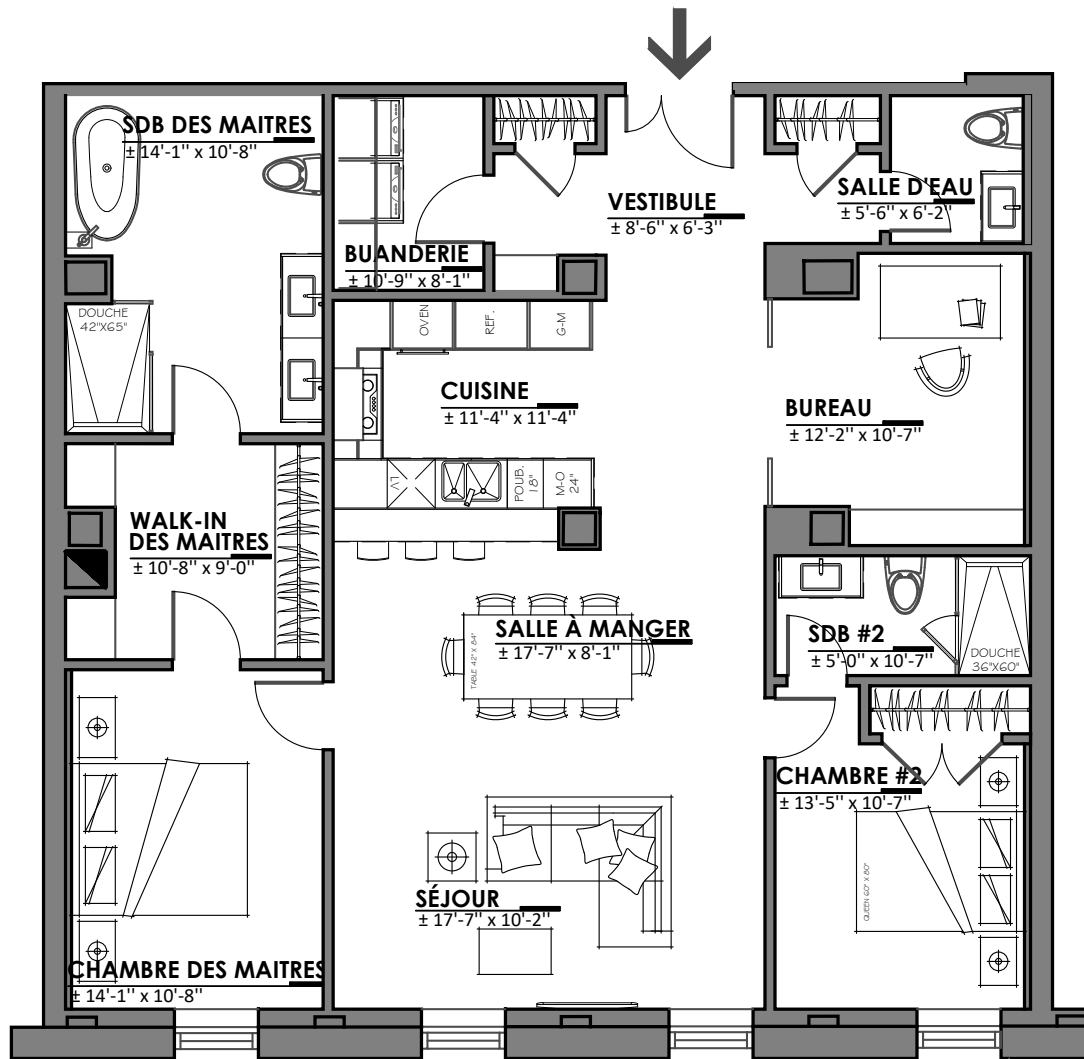 SDB DES MAITRES
± 14'-1'' x 10'-8''
VESTIBULE
± 8'-6'' x 6'-3''
SALLE D'EAU
± 5'-6'' x 6'-2''
BUANDERIE
± 10'-9'' x 8'-1''
DOUCHE
42"X65"
OVEN
REF.
G-M
CUISINE
± 11'-4'' x 11'-4''
BUREAU
± 12'-2'' x 10'-7''
LV
POUB.
18"
M-O
24"
WALK-IN
DES MAITRES
± 10'-8'' x 9'-0''
SALLE À MANGER
± 17'-7'' x 8'-1''
TABLE 42" X 84"
SDB #2
± 5'-0'' x 10'-7''
DOUCHE
36"X60"
CHAMBRE #2
± 13'-5'' x 10'-7''
QUEEN 60" X 80"
SÉJOUR
± 17'-7'' x 10'-2''
CHAMBRE DES MAITRES
± 14'-1'' x 10'-8''